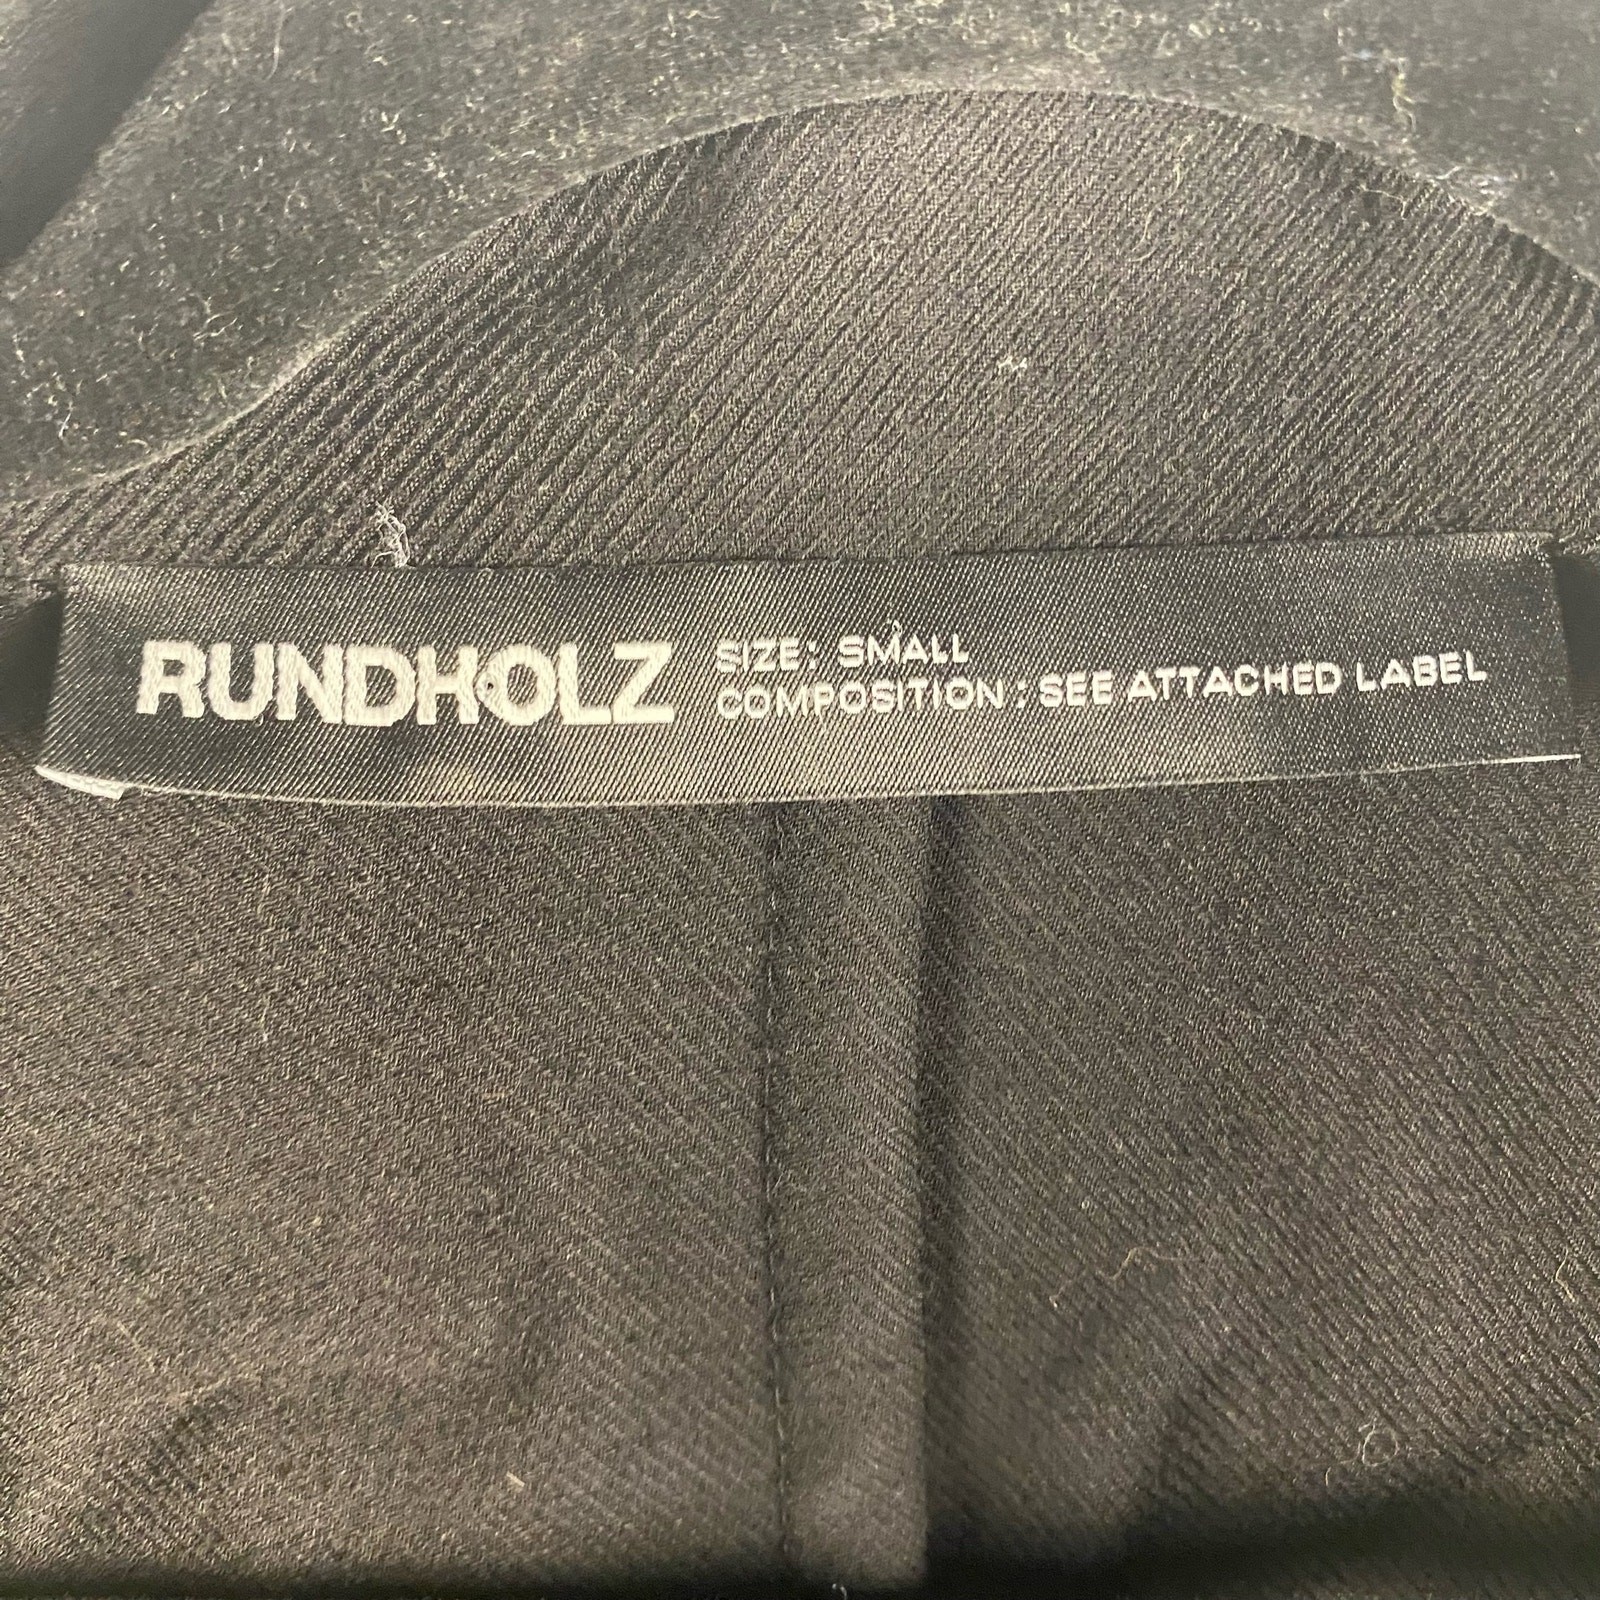 RUNDHOLZ
SIZE: SMALL
COMPOSITION: SEE ATTACHED LABEL